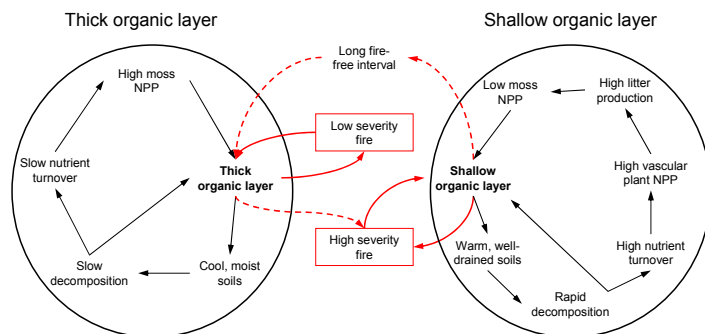 Thick organic layer
Shallow organic layer
High moss
NPP
Slow nutrient
turnover
Thick
organic layer
Slow
decomposition
Cool, moist
soils
Long fire-
free interval
Low severity
fire
High severity
fire
Low moss
NPP
High litter
production
Shallow
organic layer
High vascular
plant NPP
Warm, well-
drained soils
High nutrient
turnover
Rapid
decomposition